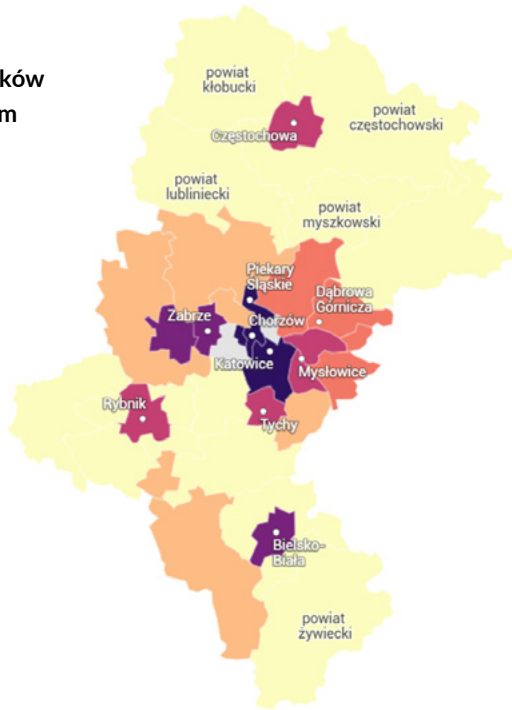 ków
m
powiat
kłobucki
powiat
częstochowski
Częstochowa
powiat
lubliniecki
powiat
myszkowski
Piekary
Śląskie
Dąbrowa
Górnicza
Zabrze
Chorzów
Katowice
Mysłowice
Rybnik
Tychy
Bielsko-
Biała
powiat
żywiecki